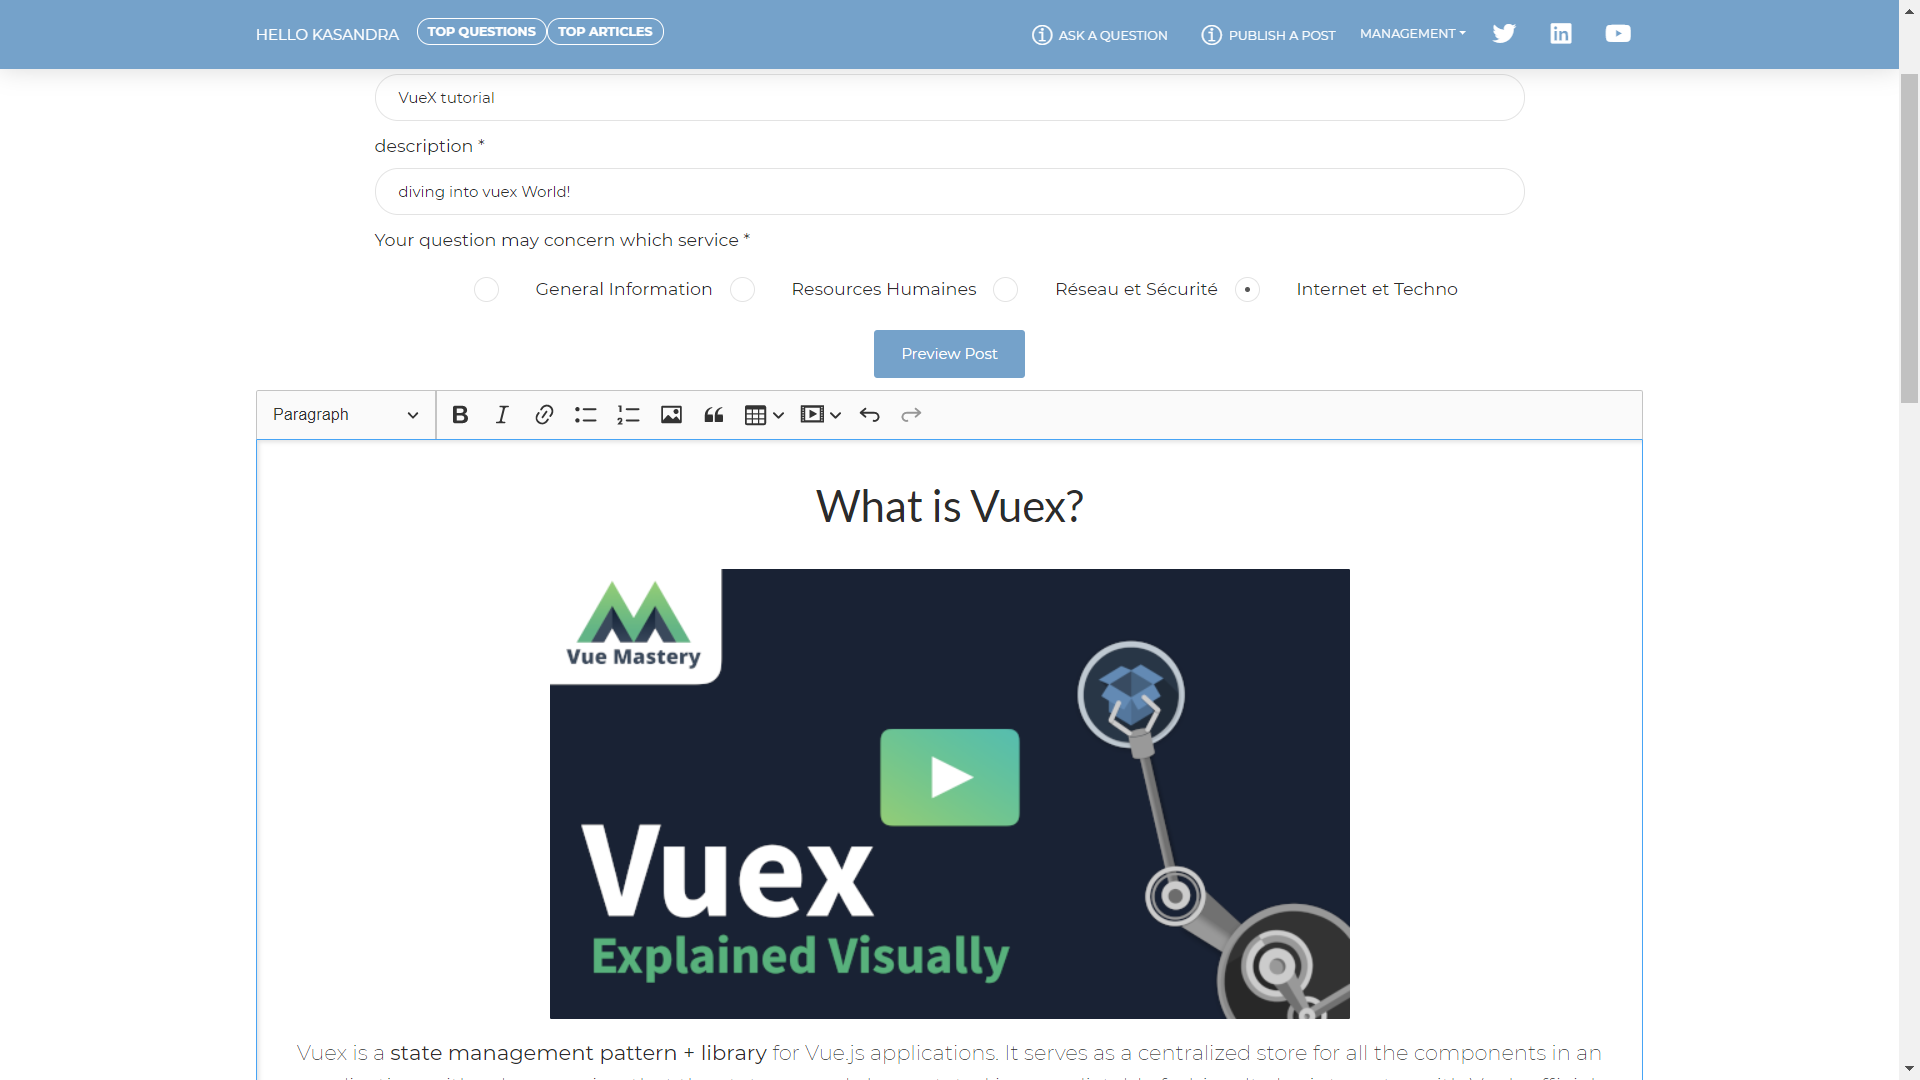 HELLO KASANDRA
TOP QUESTIONS
TOP ARTICLES
ASK A QUESTION
PUBLISH A POST
MANAGEMENT
VueX tutorial
description *
diving into vuex World!
Your question may concern which service *
General Information
Resources Humaines
Réseau et Sécurité
Internet et Techno
Preview Post
Paragraph
What is Vuex?
Vue Mastery
Vuex
Explained Visually
Vuex is a state management pattern + library for Vue.js applications. It serves as a centralized store for all the components in an